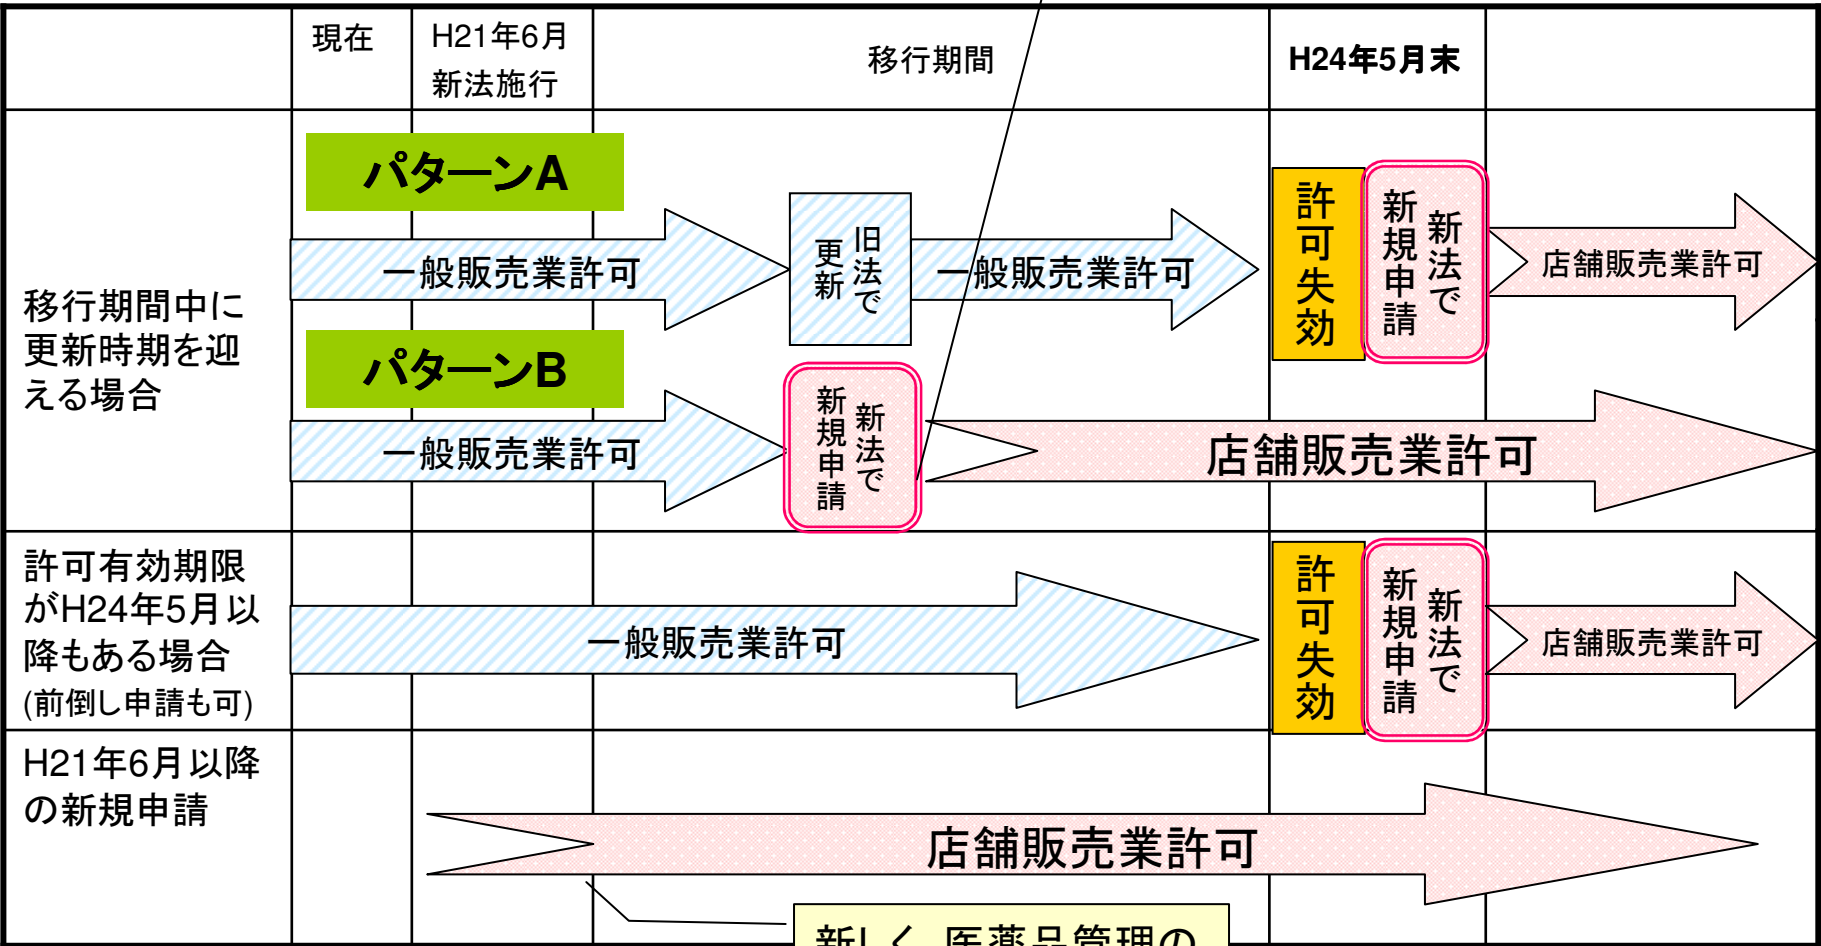 現在
H21年6月
新法施行
移行期間
H24年5月末
移行期間中に
更新時期を迎
える場合
パターンA
一般販売業許可
旧法で
更新
一般販売業許可
許可失効
新法で
新規申請
店舗販売業許可
パターンB
一般販売業許可
新法で
新規申請
店舗販売業許可
許可有効期限
がH24年5月以
降もある場合
(前倒し申請も可)
一般販売業許可
許可失効
新法で
新規申請
店舗販売業許可
H21年6月以降
の新規申請
店舗販売業許可
新しく、医薬品管理の